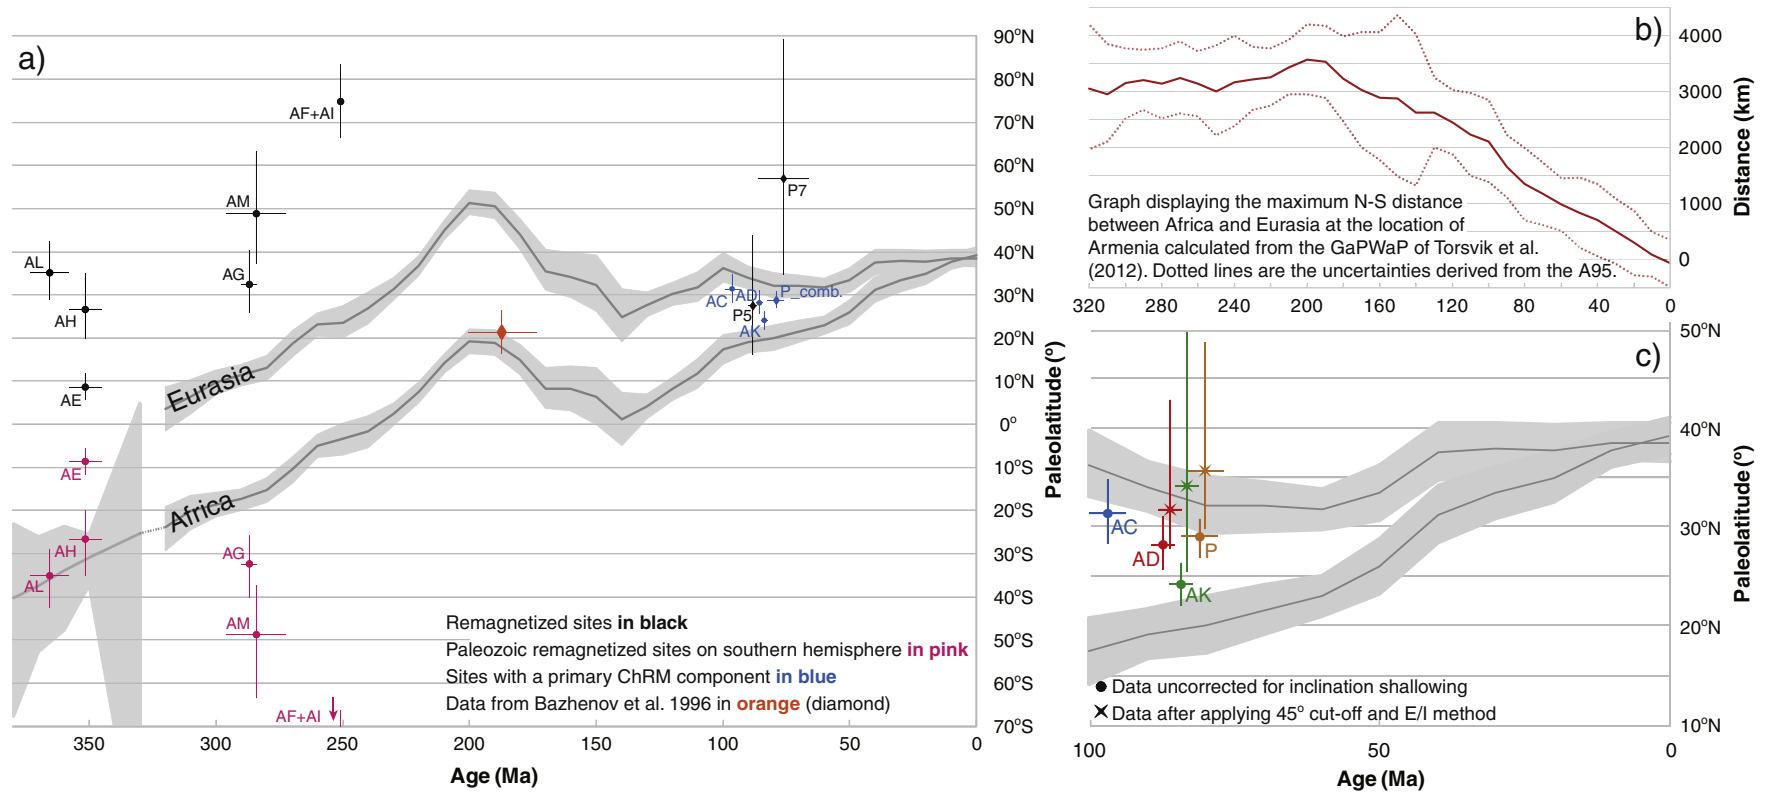 a)
90°N
80°N
70°N
60°N
50°N
40°N
30°N
20°N
10°N
0°
10°S
20°S
30°S
40°S
50°S
60°S
70°S
Paleolatitude (°)
AF+AI
AM
AL
AG
AH
AE
AE
AH
AL
AG
AM
AF+AI
Eurasia
Africa
P7
AC
AD
P_comb.
P5
AK
Remagnetized sites in black
Paleozoic remagnetized sites on southern hemisphere in pink
Sites with a primary ChRM component in blue
Data from Bazhenov et al. 1996 in orange (diamond)
350
300
250
200
150
100
50
0
Age (Ma)
b)
4000
3000
2000
1000
0
Distance (km)
Graph displaying the maximum N-S distance
between Africa and Eurasia at the location of
Armenia calculated from the GaPWaP of Torsvik et al.
(2012). Dotted lines are the uncertainties derived from the A95.
320
280
240
200
160
120
80
40
0
c)
50°N
40°N
30°N
20°N
10°N
Paleolatitude (°)
AC
AD
P
AK
Data uncorrected for inclination shallowing
Data after applying 45° cut-off and E/I method
100
50
0
Age (Ma)